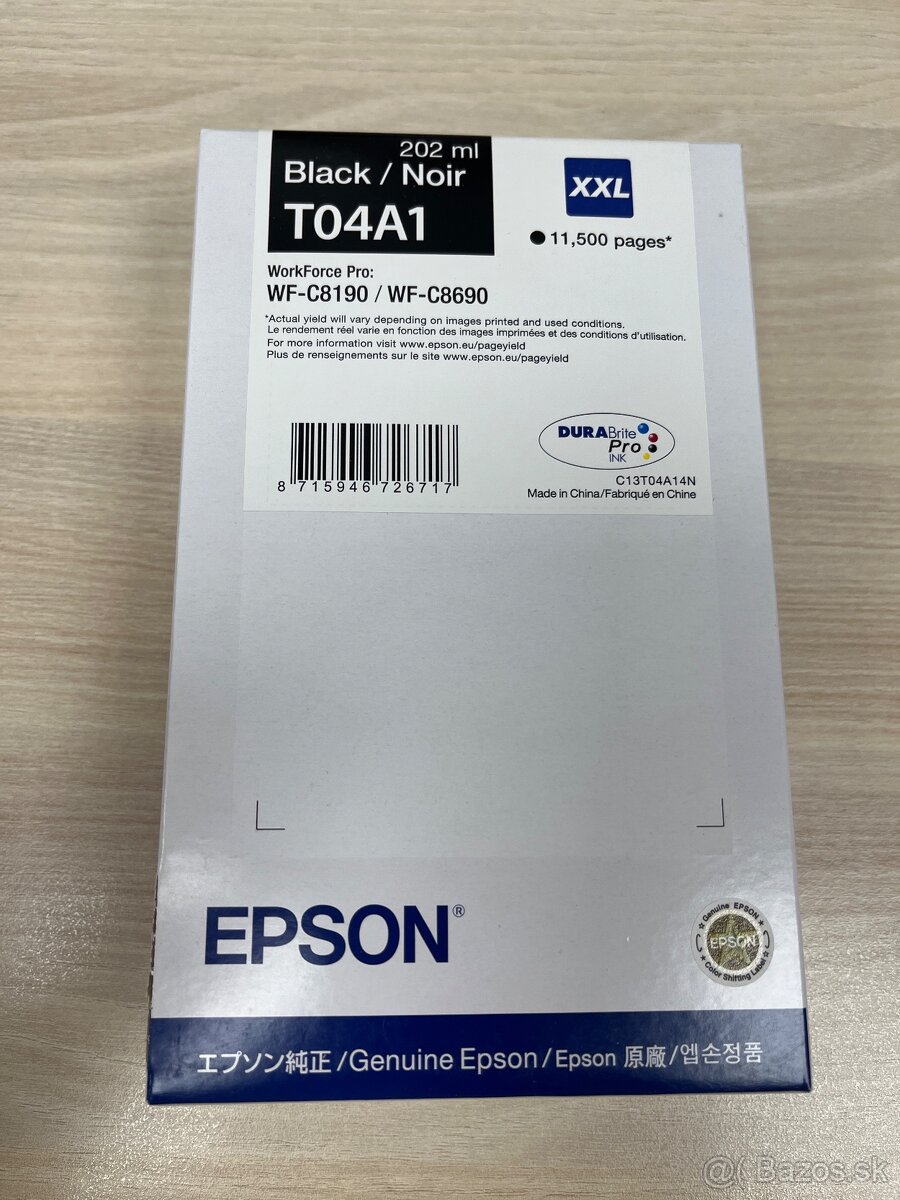 202 ml
Black / Noir
T04A1
XXL
11,500 pages*
WorkForce Pro:
WF-C8190 / WF-C8690
*Actual yield will vary depending on images printed and used conditions.
Le rendement réel varie en fonction des images imprimées et des conditions d'utilisation.
For more information visit www.epson.eu/pageyield
Plus de renseignements sur le site www.epson.eu/pageyield
DURABrite
Pro
INK
8 715946 726717
C13T04A14N
Made in China/Fabriqué en Chine
EPSON®
Genuine EPSON
EPSON
Color Shifting Label
エプソン純正/Genuine Epson/Epson 原廠/엡손정품
@( Bazos.sk